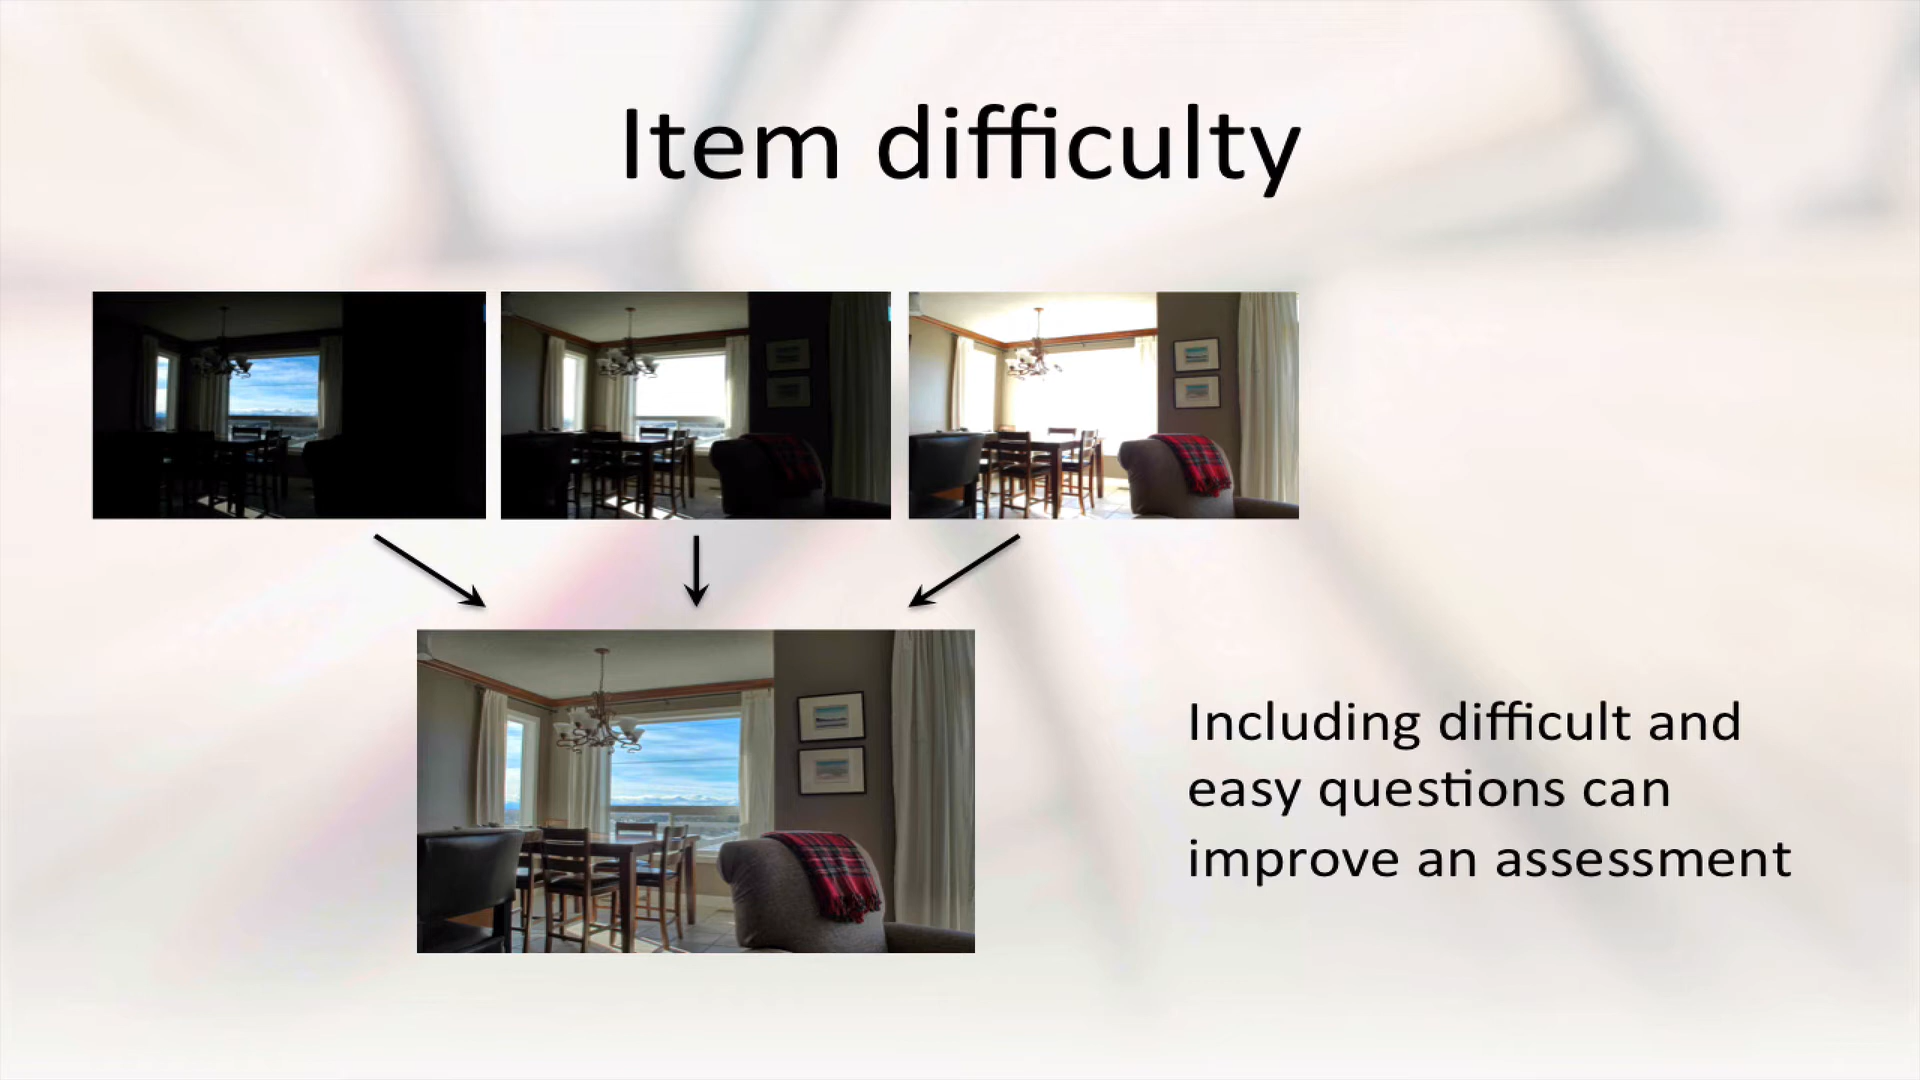 Item difficulty
Including difficult and
easy questions can
improve an assessment